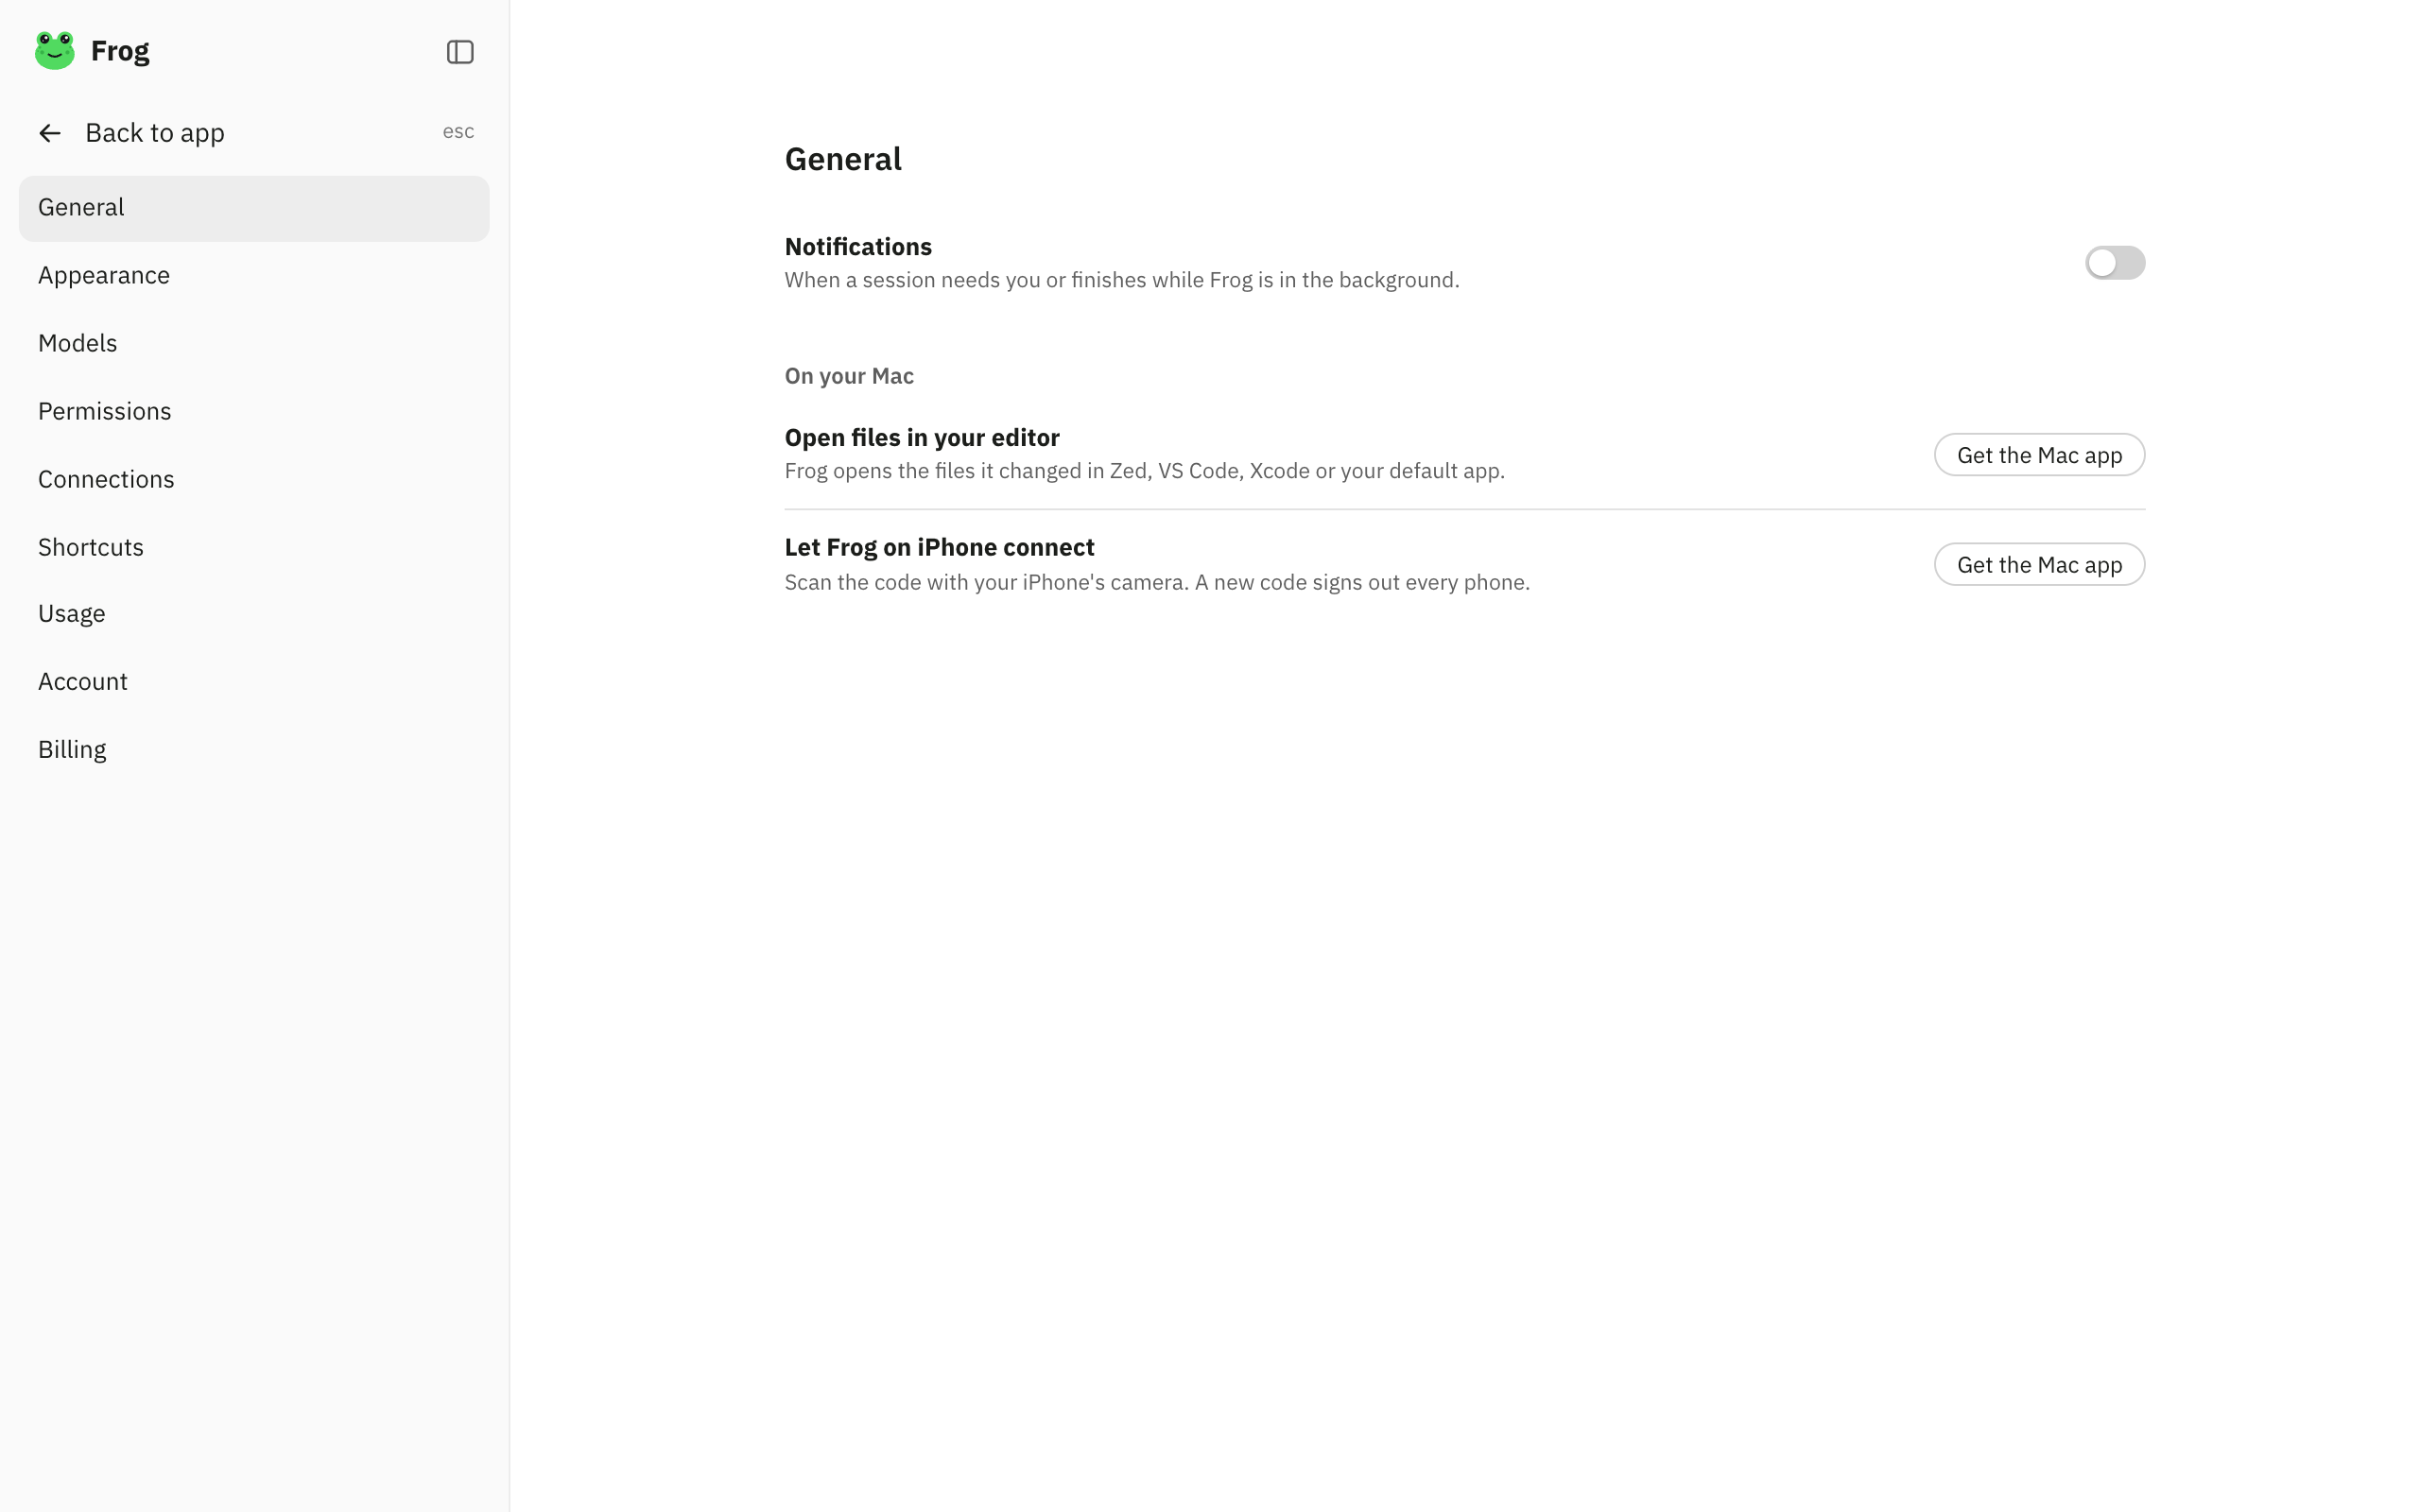 Frog
Back to app
esc
General
Appearance
Models
Permissions
Connections
Shortcuts
Usage
Account
Billing
General
Notifications
When a session needs you or finishes while Frog is in the background.
On your Mac
Open files in your editor
Frog opens the files it changed in Zed, VS Code, Xcode or your default app.
Get the Mac app
Let Frog on iPhone connect
Scan the code with your iPhone's camera. A new code signs out every phone.
Get the Mac app